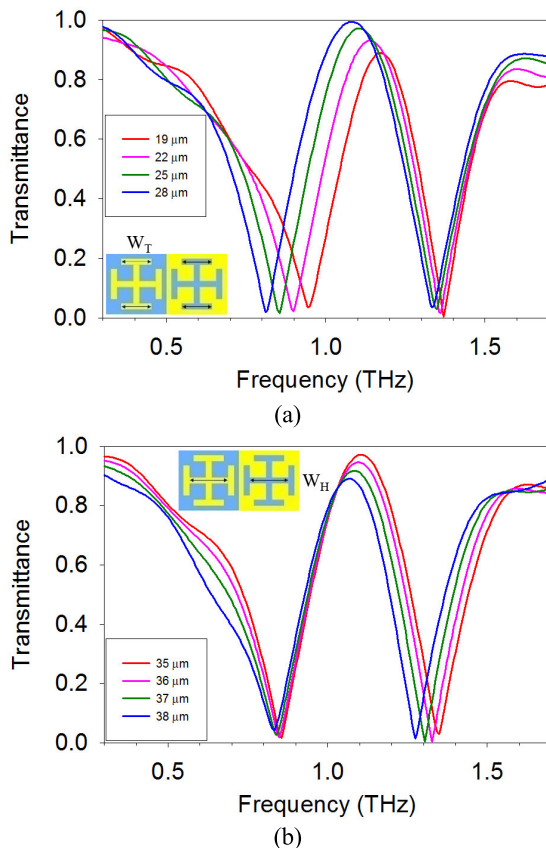 1.0
0.8
0.6
0.4
0.2
0.0
Transmittance
19 μm
22 μm
25 μm
28 μm
W_T
0.5 1.0 1.5
Frequency (THz)
(a)
1.0
0.8
0.6
0.4
0.2
0.0
Transmittance
W_H
35 μm
36 μm
37 μm
38 μm
0.5 1.0 1.5
Frequency (THz)
(b)